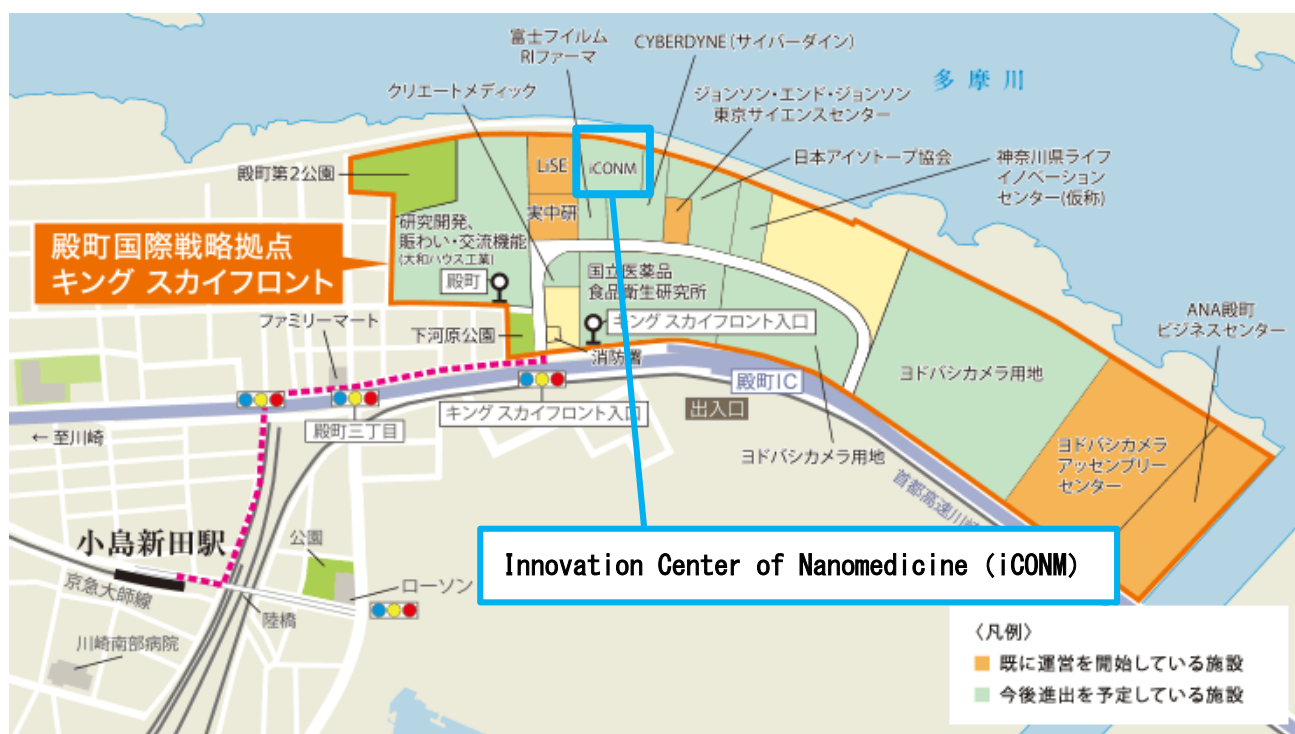 富士フイルム
RIファーマ
CYBERDYNE(サイバーダイン)
多摩川
クリエートメディック
ジョンソン・エンド・ジョンソン
東京サイエンスセンター
殿町第2公園
LiSE
iCONM
日本アイソトープ協会
神奈川県ライフ
イノベーション
センター(仮称)
実中研
研究開発、
賑わい・交流機能
(大和ハウス工業)
殿町国際戦略拠点
キング スカイフロント
殿町
国立医薬品
食品衛生研究所
ファミリーマート
下河原公園
キング スカイフロント入口
消防署
ANA殿町
ビジネスセンター
殿町IC
ヨドバシカメラ用地
出入口
キング スカイフロント入口
殿町三丁目
← 至川崎
ヨドバシカメラ用地
ヨドバシカメラ
アッセンブリー
センター
首都高速川崎
小島新田駅
公園
京急大師線
ローソン
陸橋
川崎南部病院
Innovation Center of Nanomedicine (iCONM)
〈凡例〉
既に運営を開始している施設
今後進出を予定している施設